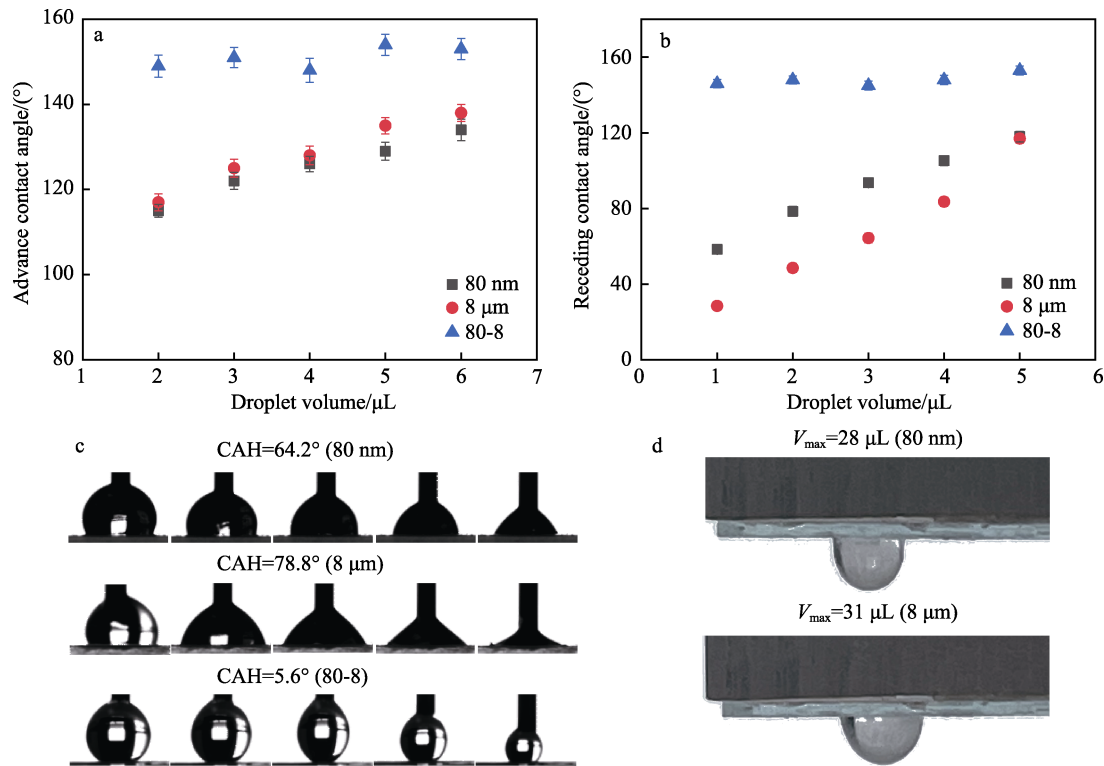 a
160
140
120
100
80
Advance contact angle/(°)
80 nm
8 μm
80-8
1 2 3 4 5 6 7
Droplet volume/μL
b
160
120
80
40
0
Receding contact angle/(°)
80 nm
8 μm
80-8
0 1 2 3 4 5 6
Droplet volume/μL
c
CAH=64.2° (80 nm)
CAH=78.8° (8 μm)
CAH=5.6° (80-8)
d
Vmax=28 μL (80 nm)
Vmax=31 μL (8 μm)